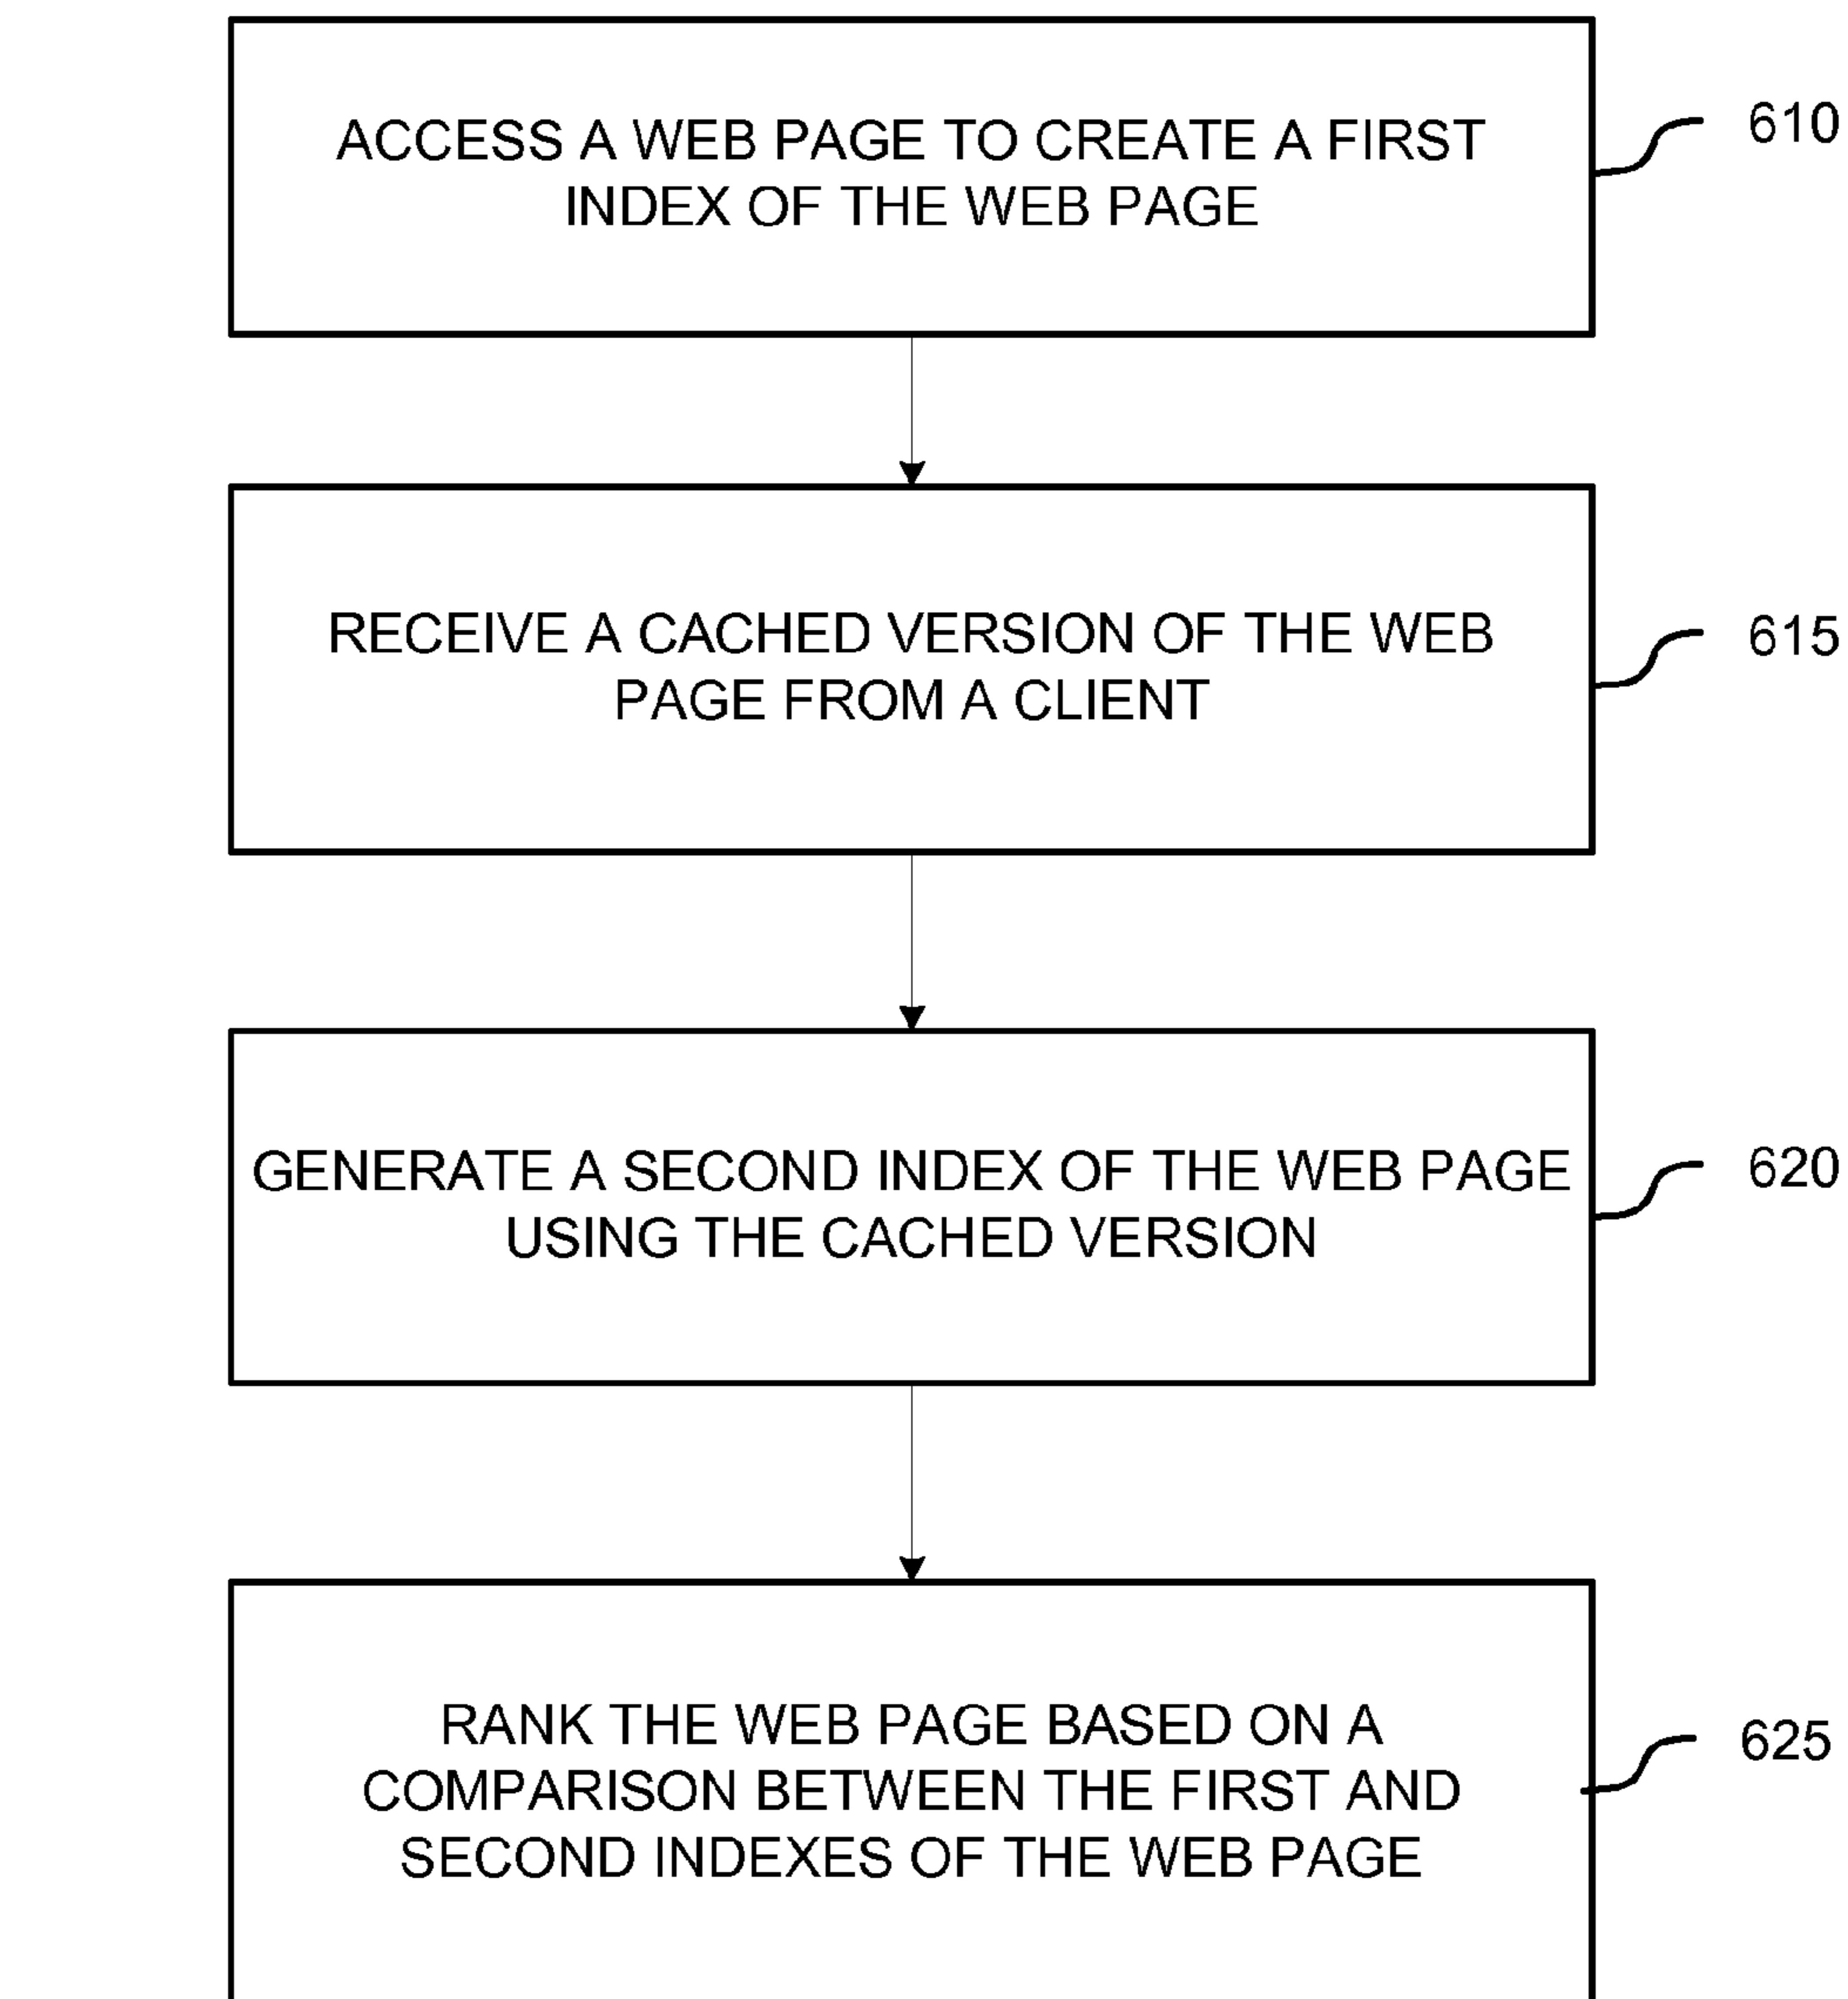 ACCESS A WEB PAGE TO CREATE A FIRST
INDEX OF THE WEB PAGE
610
RECEIVE A CACHED VERSION OF THE WEB
PAGE FROM A CLIENT
615
GENERATE A SECOND INDEX OF THE WEB PAGE
USING THE CACHED VERSION
620
RANK THE WEB PAGE BASED ON A
COMPARISON BETWEEN THE FIRST AND
SECOND INDEXES OF THE WEB PAGE
625